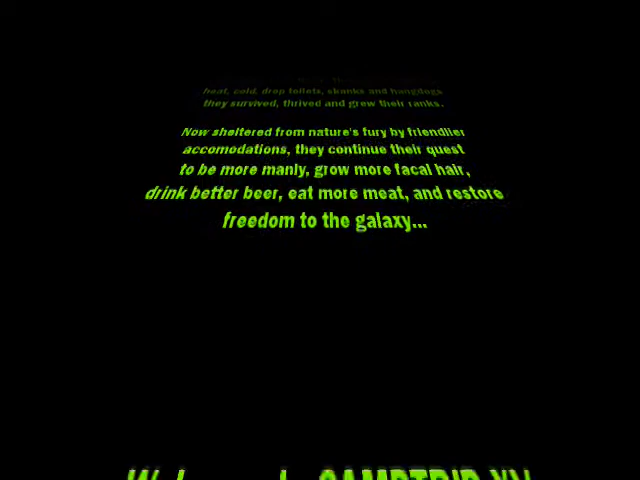 heat, cold, drop toilets, skanks and hangdogs
they survived, thrived and grew their ranks.
Now sheltered from nature's fury by friendlier
accomodations, they continue their quest
to be more manly, grow more facal hair,
drink better beer, eat more meat, and restore
freedom to the galaxy...
CAMPTRIP XV